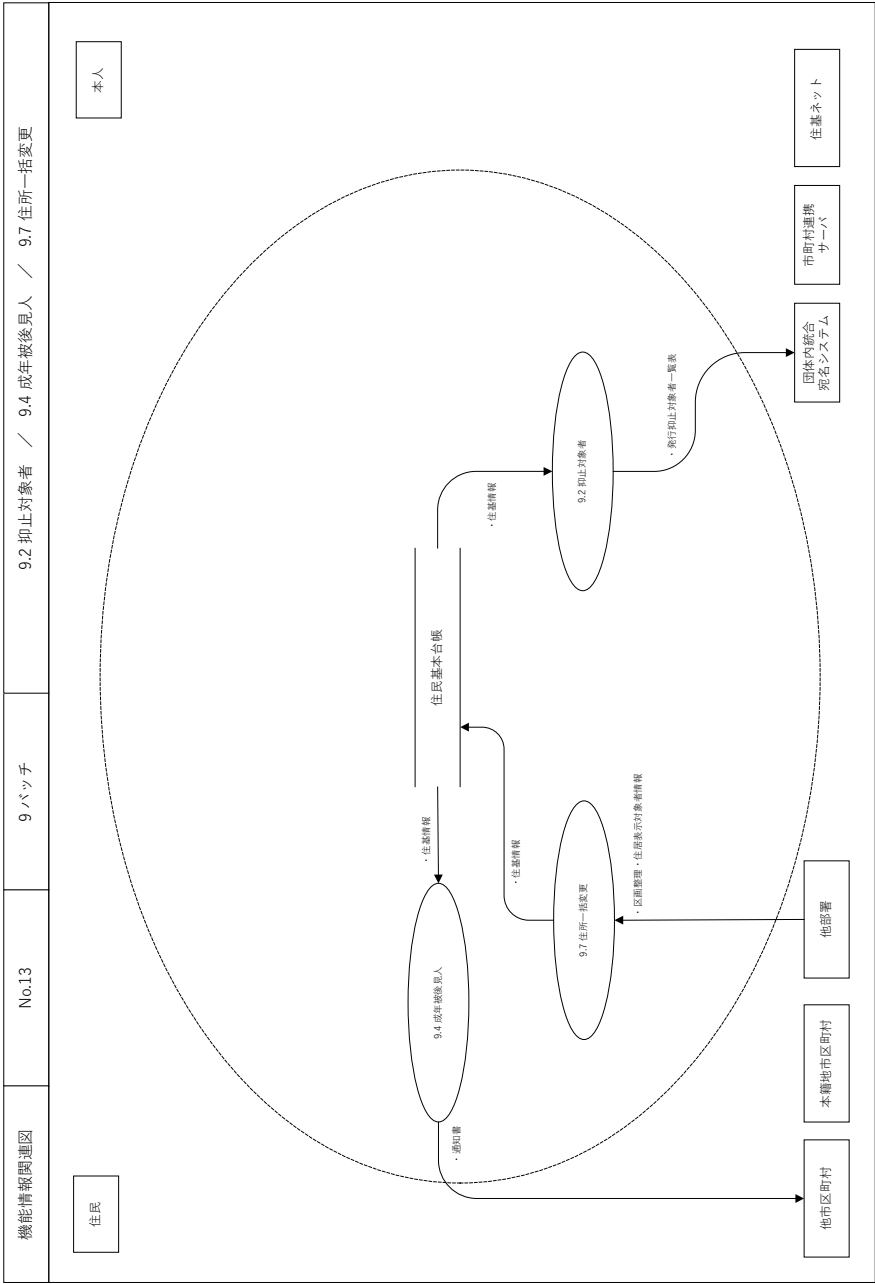 機能情報関連図
No.13
9 バッチ
9.2 抑止対象者 ／ 9.4 成年被後見人 ／ 9.7 住所一括変更
住民
本人
住民基本台帳
・住基情報
・住基情報
・住基情報
9.4 成年被後見人
・通知書
9.7 住所一括変更
・区画整理・住居表示対象者情報
9.2 抑止対象者
・発行抑止対象者一覧表
他市区町村
本籍地市区町村
他部署
団体内統合
宛名システム
市町村連携
サーバ
住基ネット